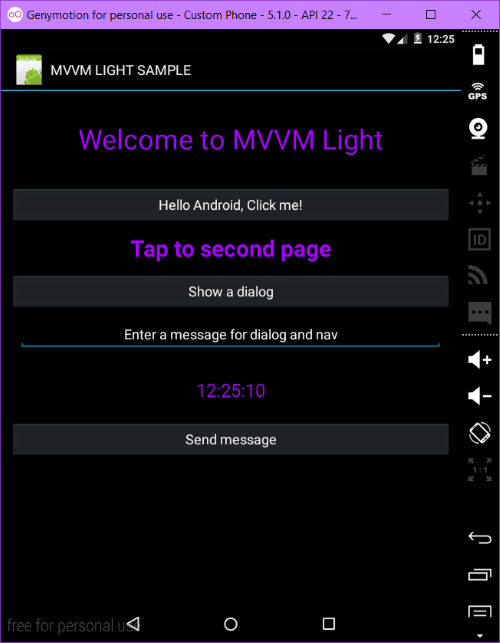 Genymotion for personal use - Custom Phone - 5.1.0 - API 22 - 7...
12:25
Android
MVVM LIGHT SAMPLE
GPS
Welcome to MVVM Light
Hello Android, Click me!
ID
Tap to second page
Show a dialog
Enter a message for dialog and nav
12:25:10
Send message
1:1
free for personal use